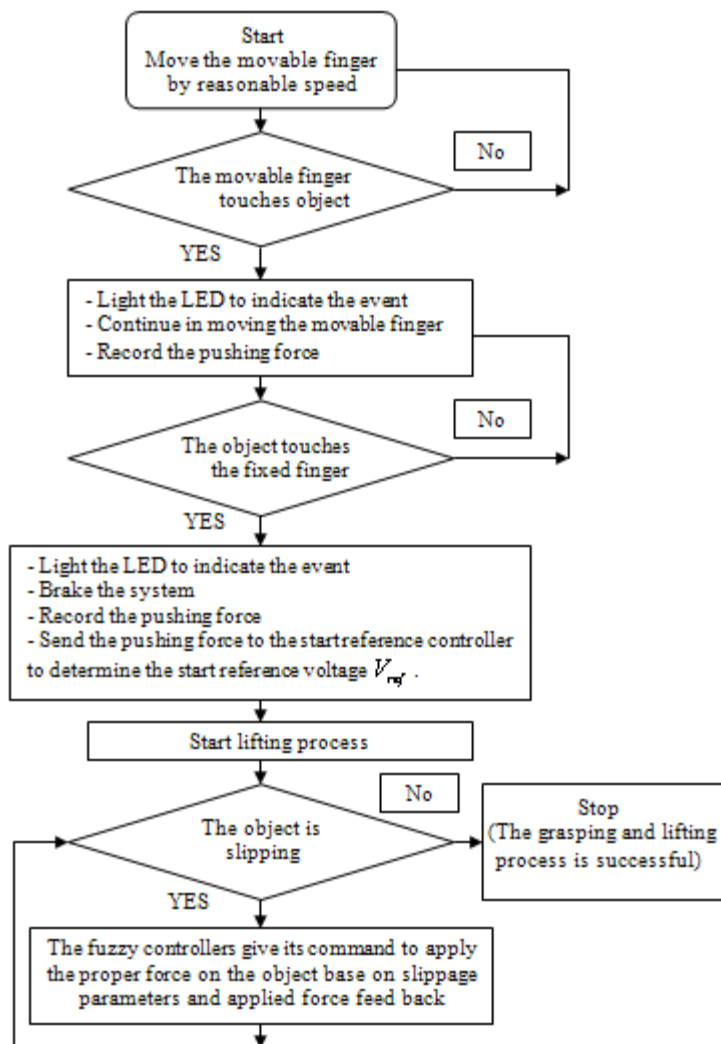 Start
Move the movable finger
by reasonable speed
No
The movable finger
touches object
YES
- Light the LED to indicate the event
- Continue in moving the movable finger
- Record the pushing force
No
The object touches
the fixed finger
YES
- Light the LED to indicate the event
- Brake the system
- Record the pushing force
- Send the pushing force to the start reference controller
to determine the start reference voltage V_ref .
Start lifting process
No
The object is
slipping
Stop
(The grasping and lifting
process is successful)
YES
The fuzzy controllers give its command to apply
the proper force on the object base on slippage
parameters and applied force feed back